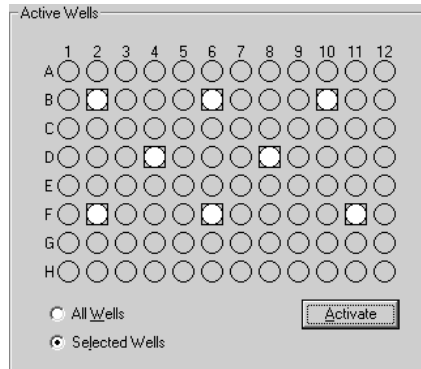 Active Wells
1 2 3 4 5 6 7 8 9 10 11 12
A
B
C
D
E
F
G
H
All Wells
Activate
Selected Wells